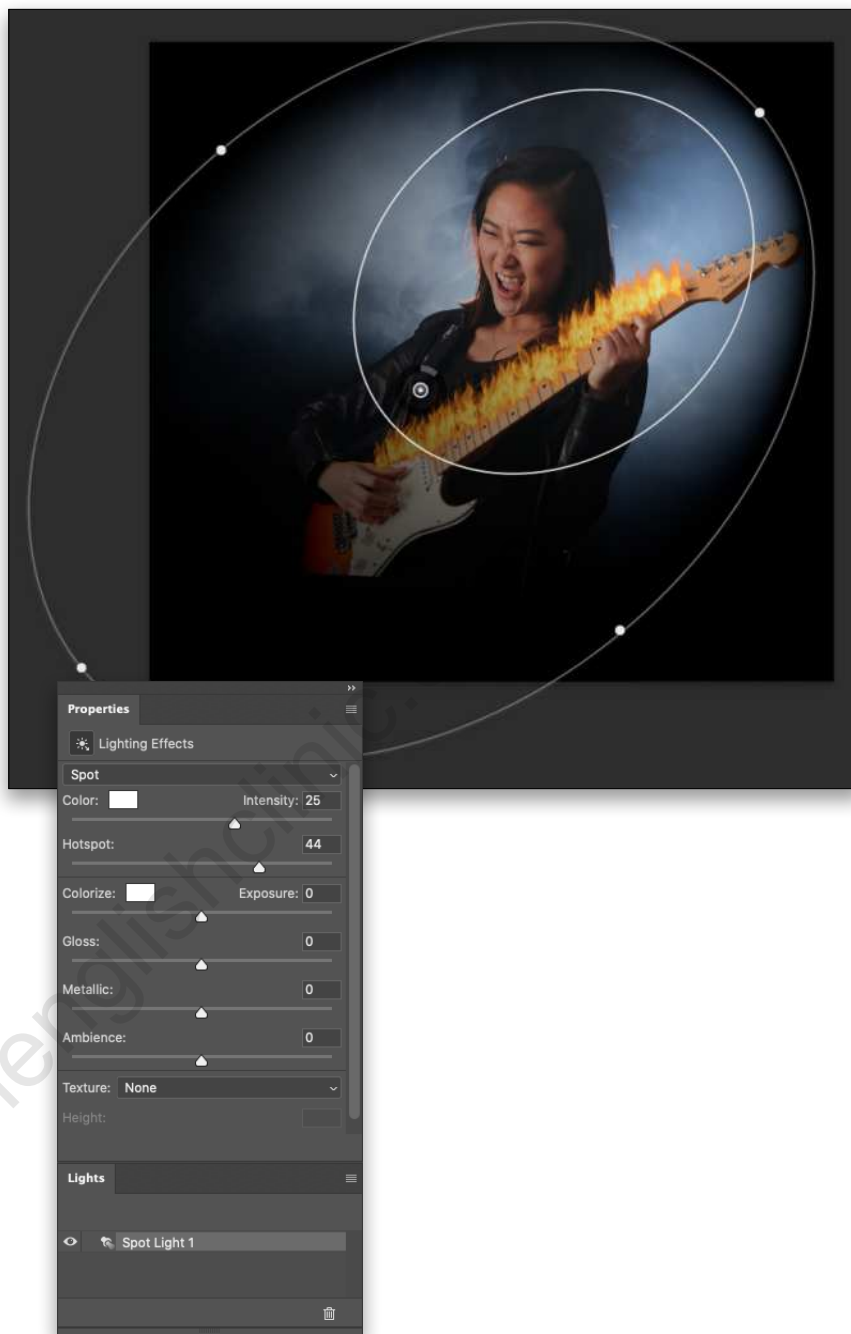 Properties
Lighting Effects
Spot
Color: Intensity: 25
Hotspot: 44
Colorize: Exposure: 0
Gloss: 0
Metallic: 0
Ambience: 0
Texture: None
Height:
Lights
Spot Light 1